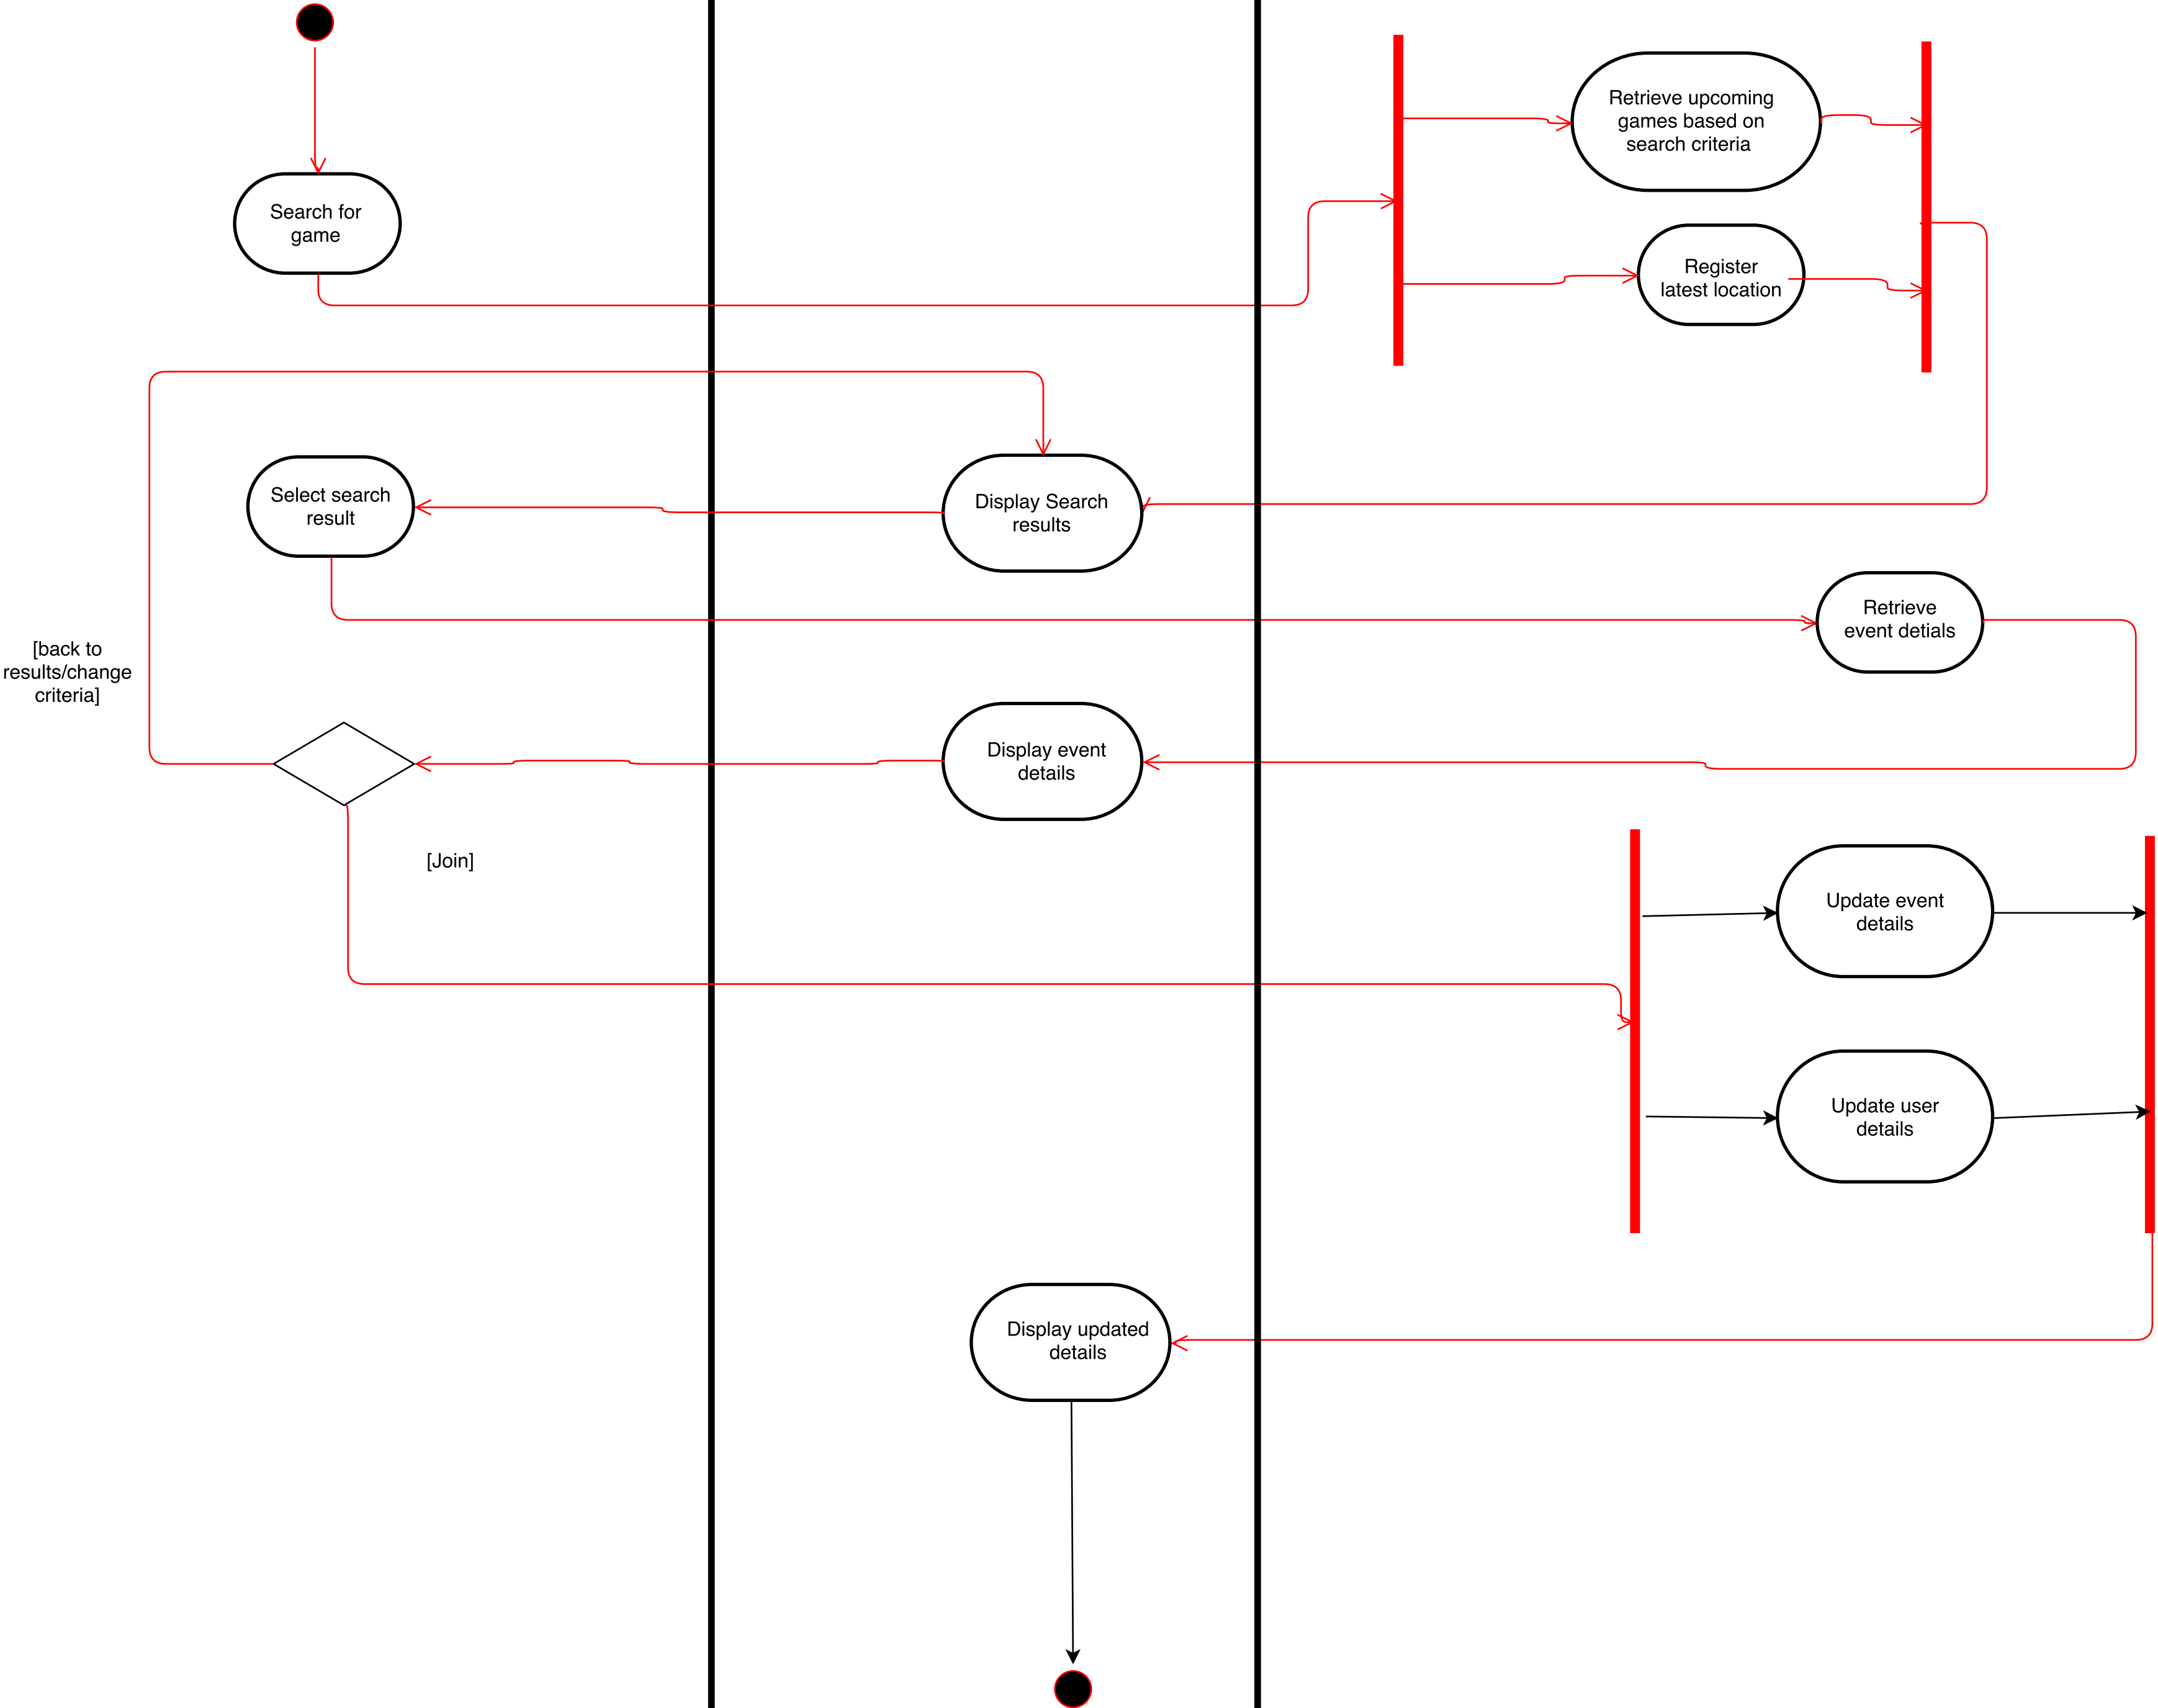 Retrieve upcoming
games based on
search criteria
Search for
game
Register
latest location
Select search
result
Display Search
results
Retrieve
event detials
[back to
results/change
criteria]
Display event
details
[Join]
Update event
details
Update user
details
Display updated
details